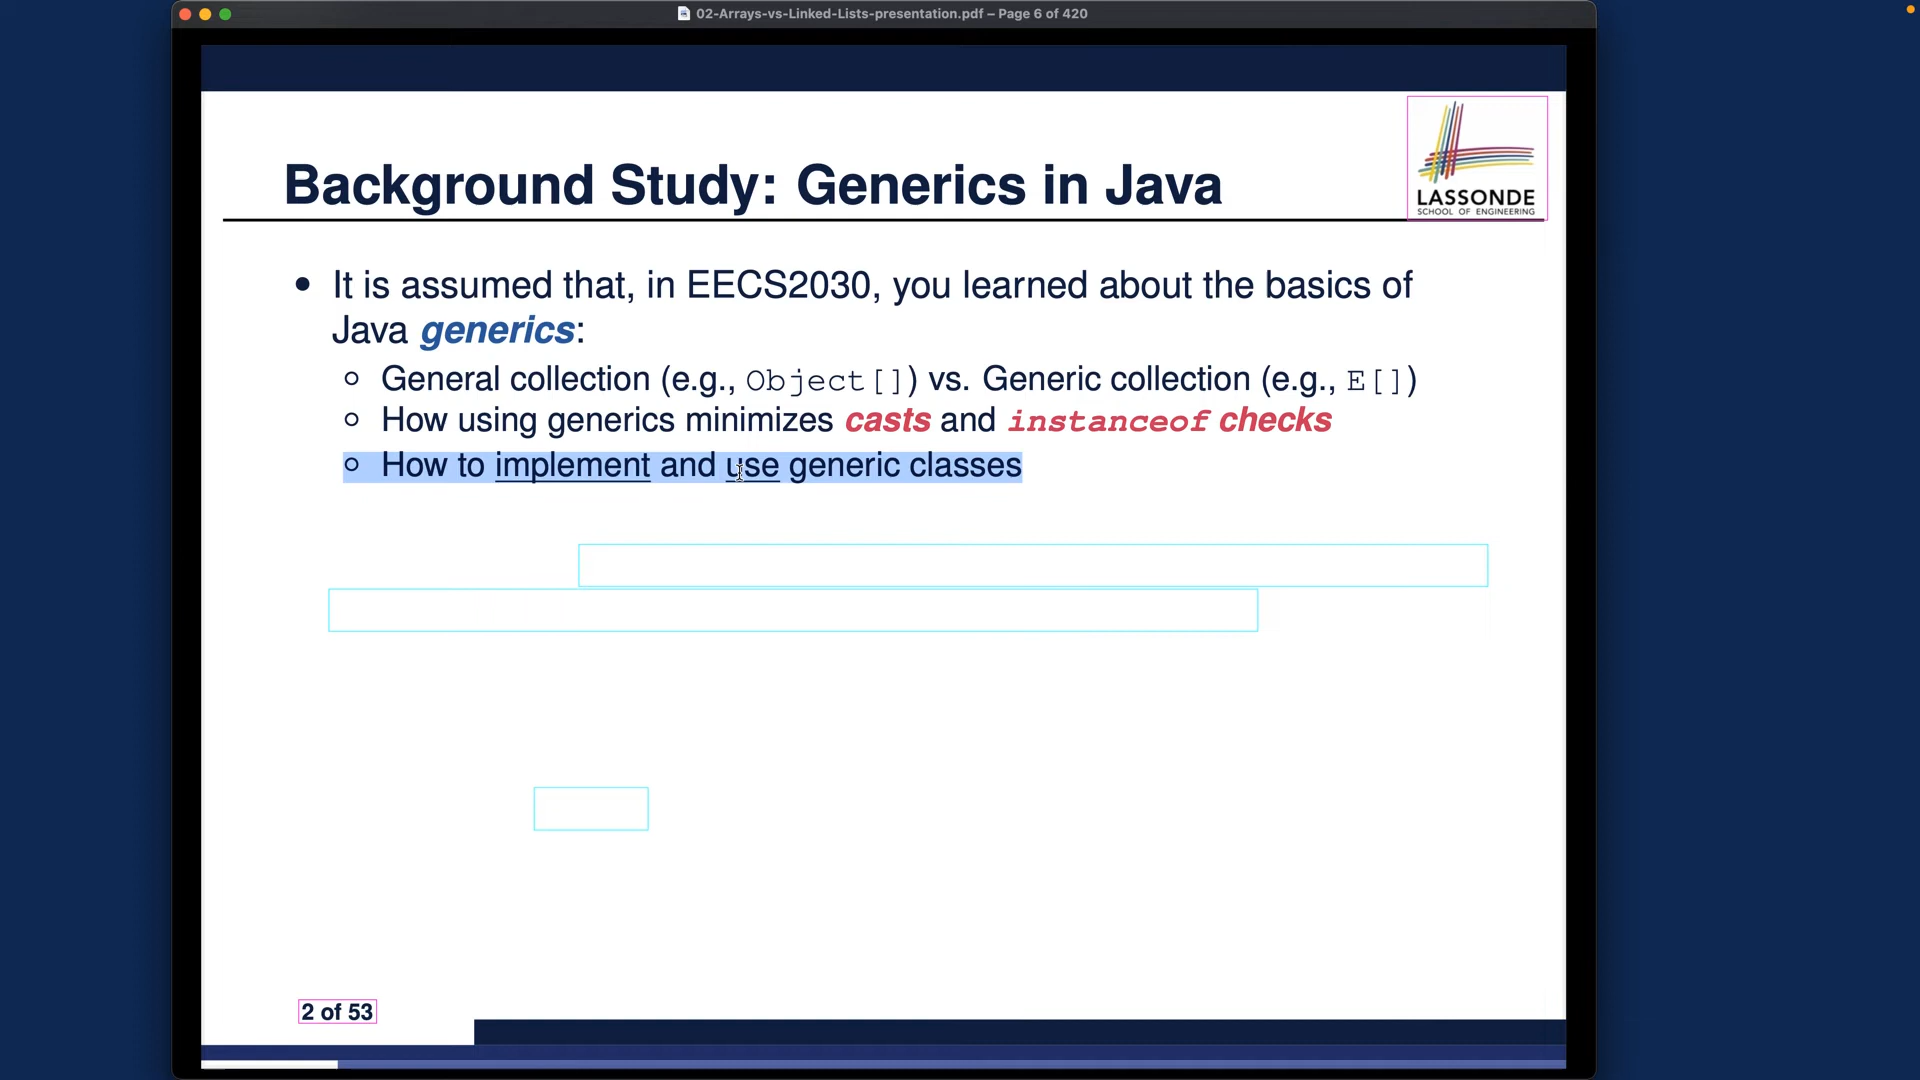 02-Arrays-vs-Linked-Lists-presentation.pdf – Page 6 of 420
LASSONDE
SCHOOL OF ENGINEERING
Background Study: Generics in Java
• It is assumed that, in EECS2030, you learned about the basics of
Java generics:
○ General collection (e.g., Object[]) vs. Generic collection (e.g., E[])
○ How using generics minimizes casts and instanceof checks
○ How to implement and use generic classes
2 of 53